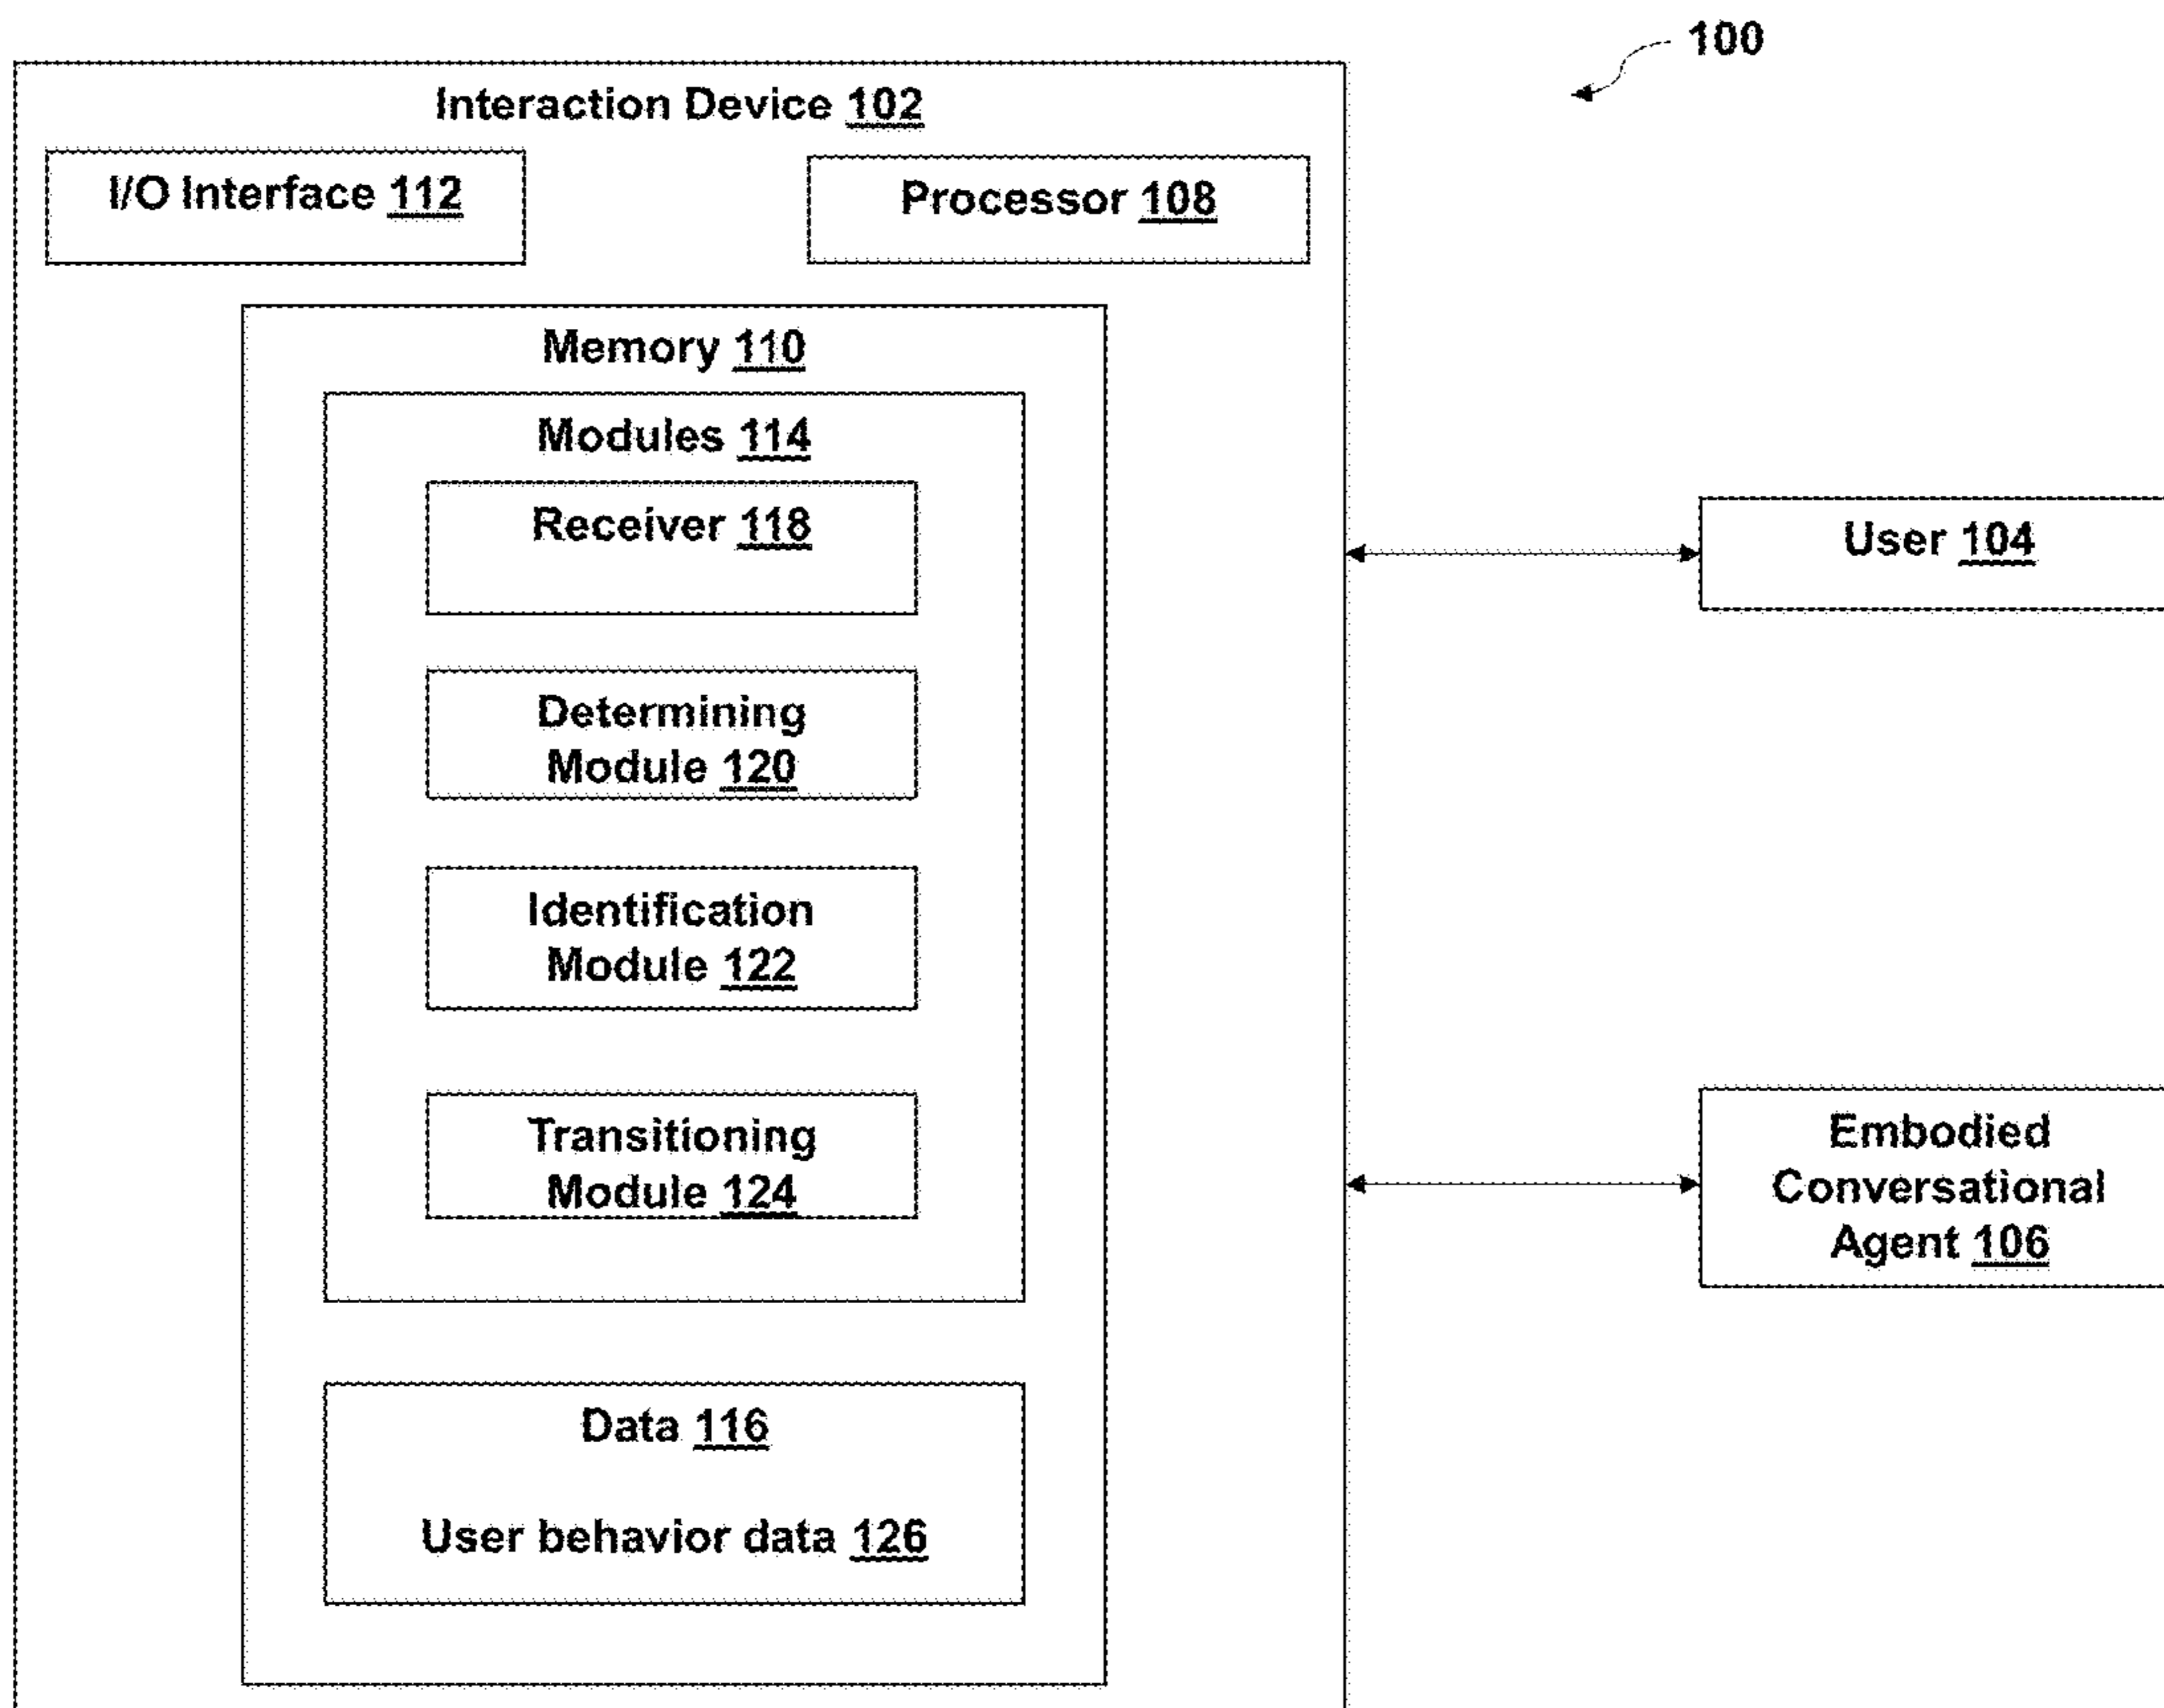 100
Interaction Device 102
I/O Interface 112
Processor 108
Memory 110
Modules 114
Receiver 118
User 104
Determining
Module 120
Identification
Module 122
Transitioning
Module 124
Embodied
Conversational
Agent 106
Data 116
User behavior data 126